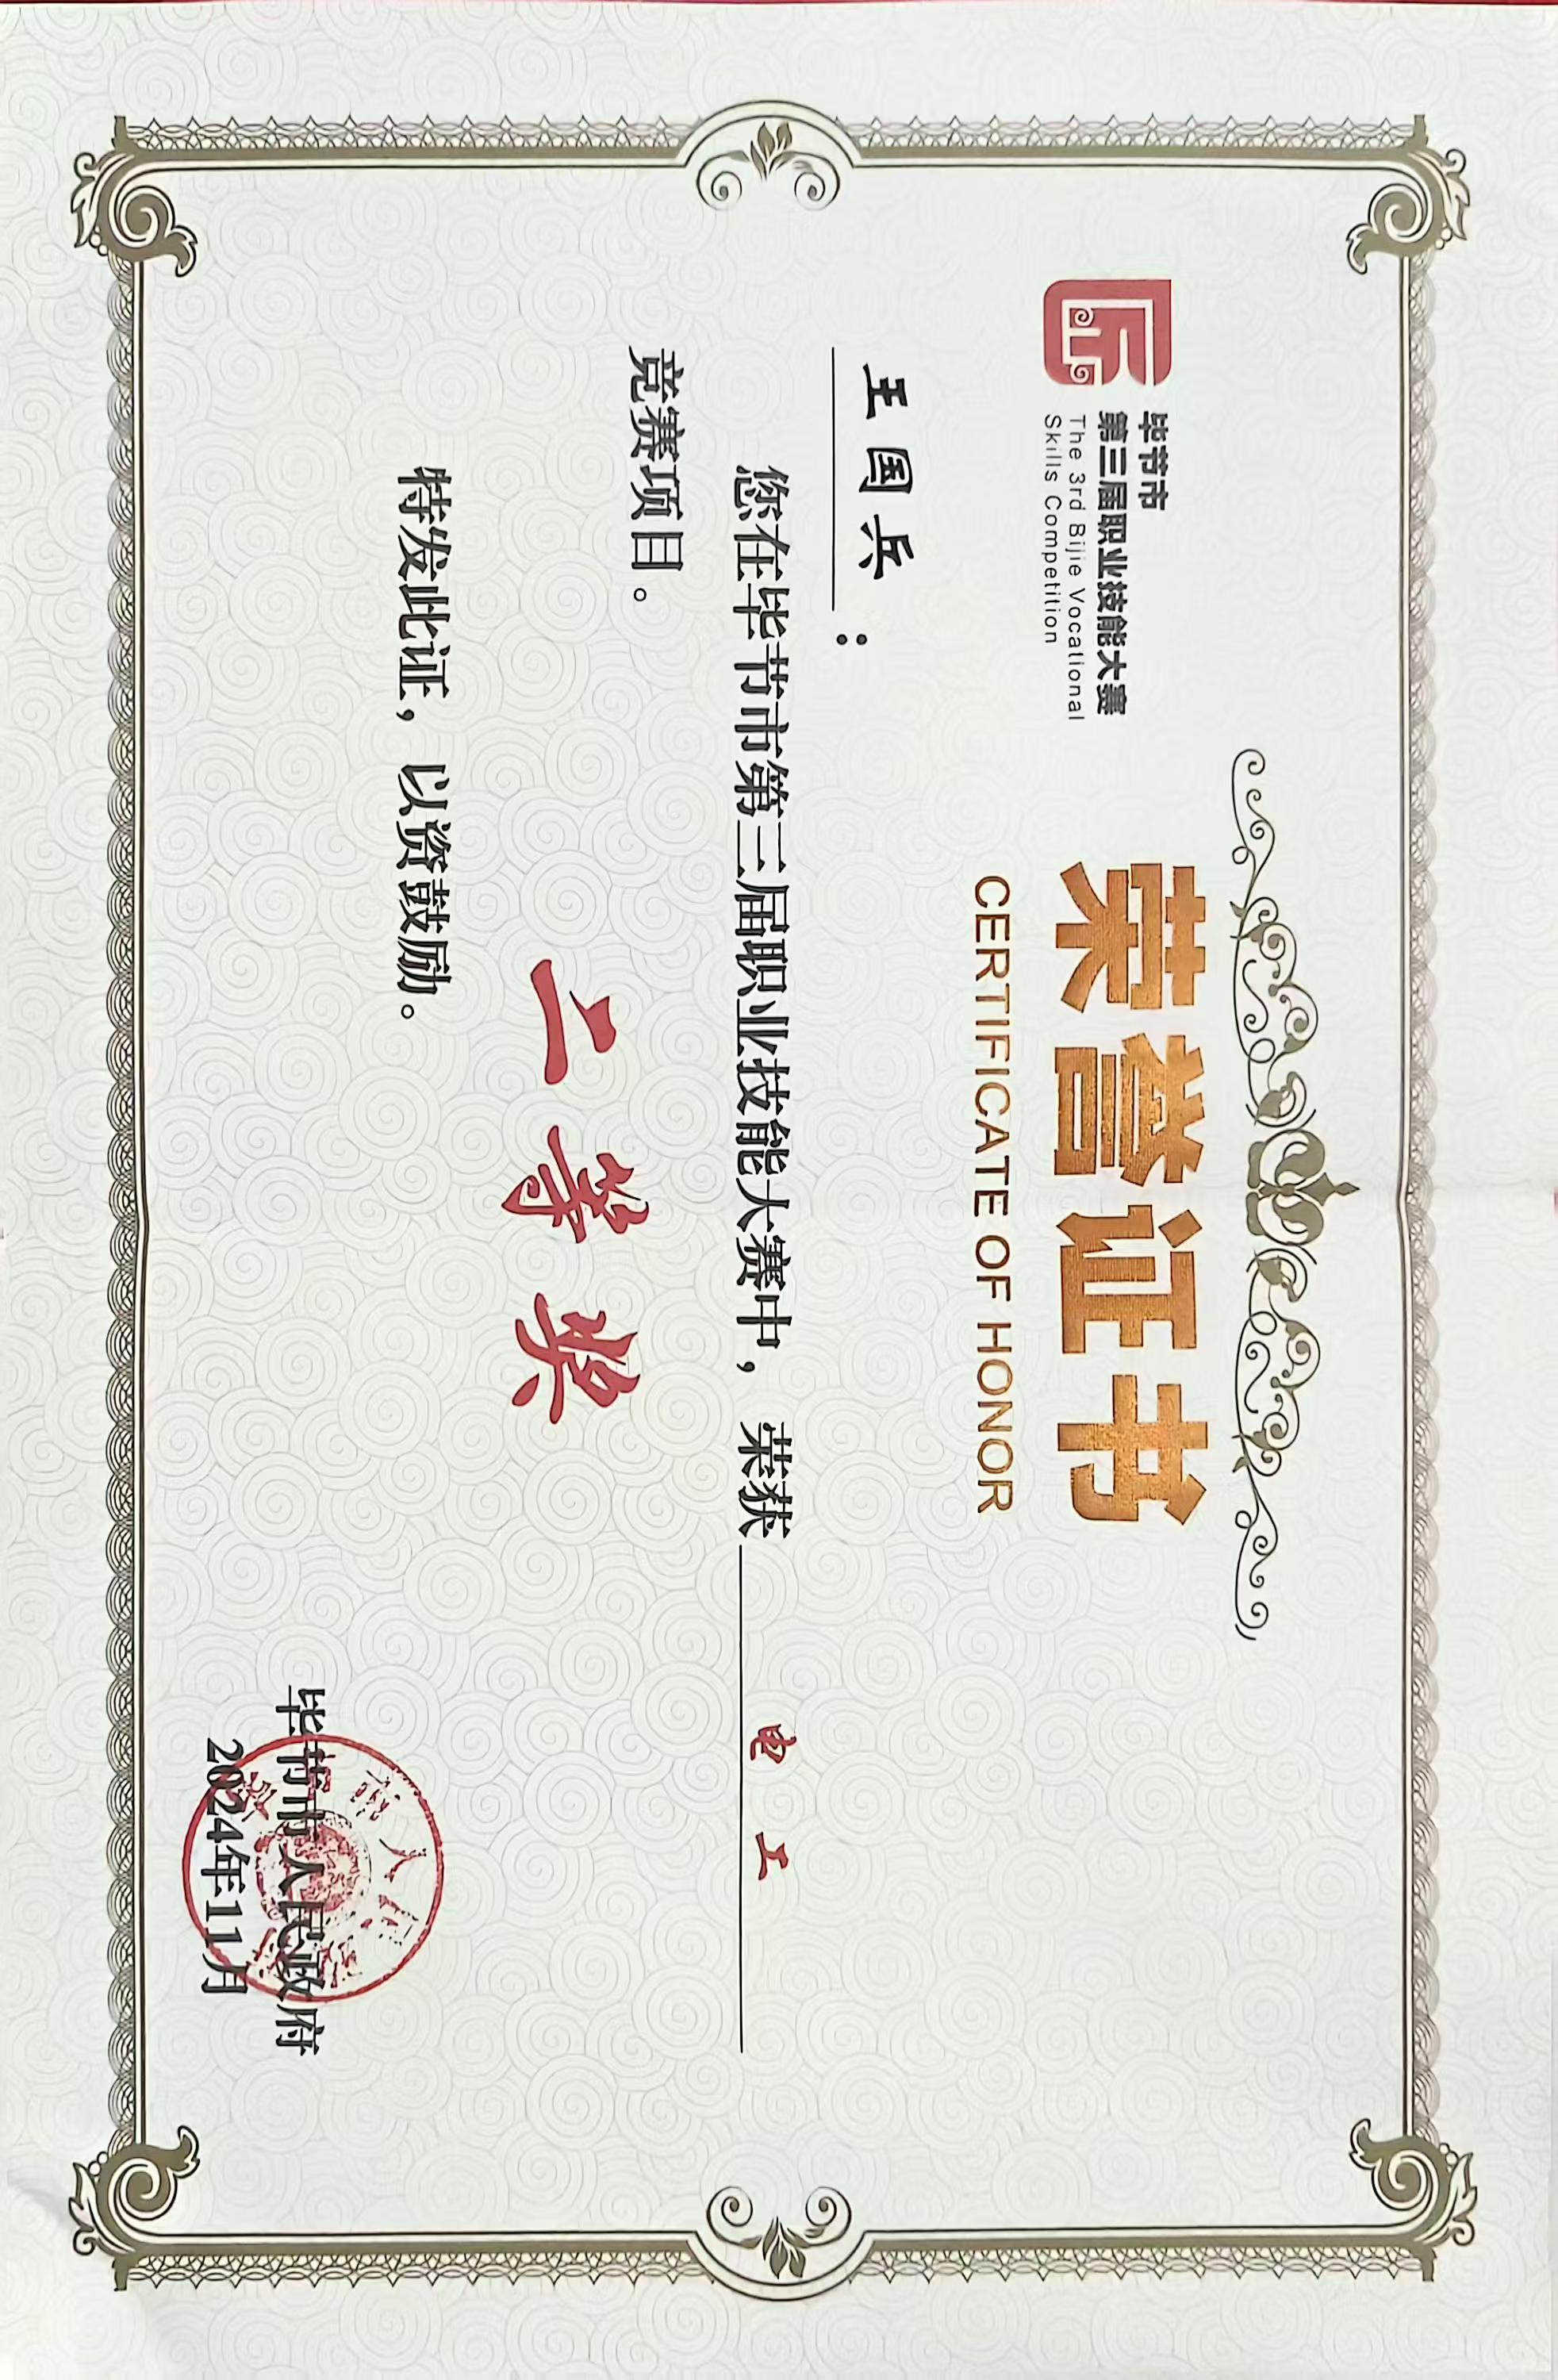 毕节市
第三届职业技能大赛
The 3rd Bijie Vocational
Skills Competition
荣誉证书
CERTIFICATE OF HONOR
王国兵：
您在毕节市第三届职业技能大赛中，荣获 电工
竞赛项目。
二等奖
特发此证，以资鼓励。
毕节市人民政府
2024年11月